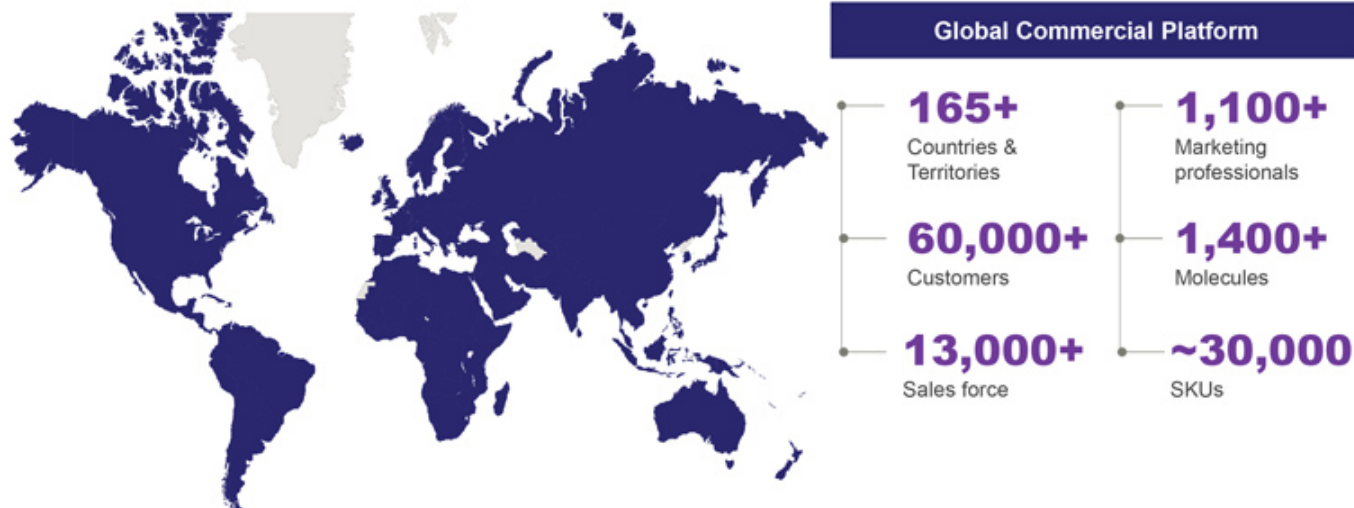 Global Commercial Platform
165+
Countries &
Territories
60,000+
Customers
13,000+
Sales force
1,100+
Marketing
professionals
1,400+
Molecules
~30,000
SKUs